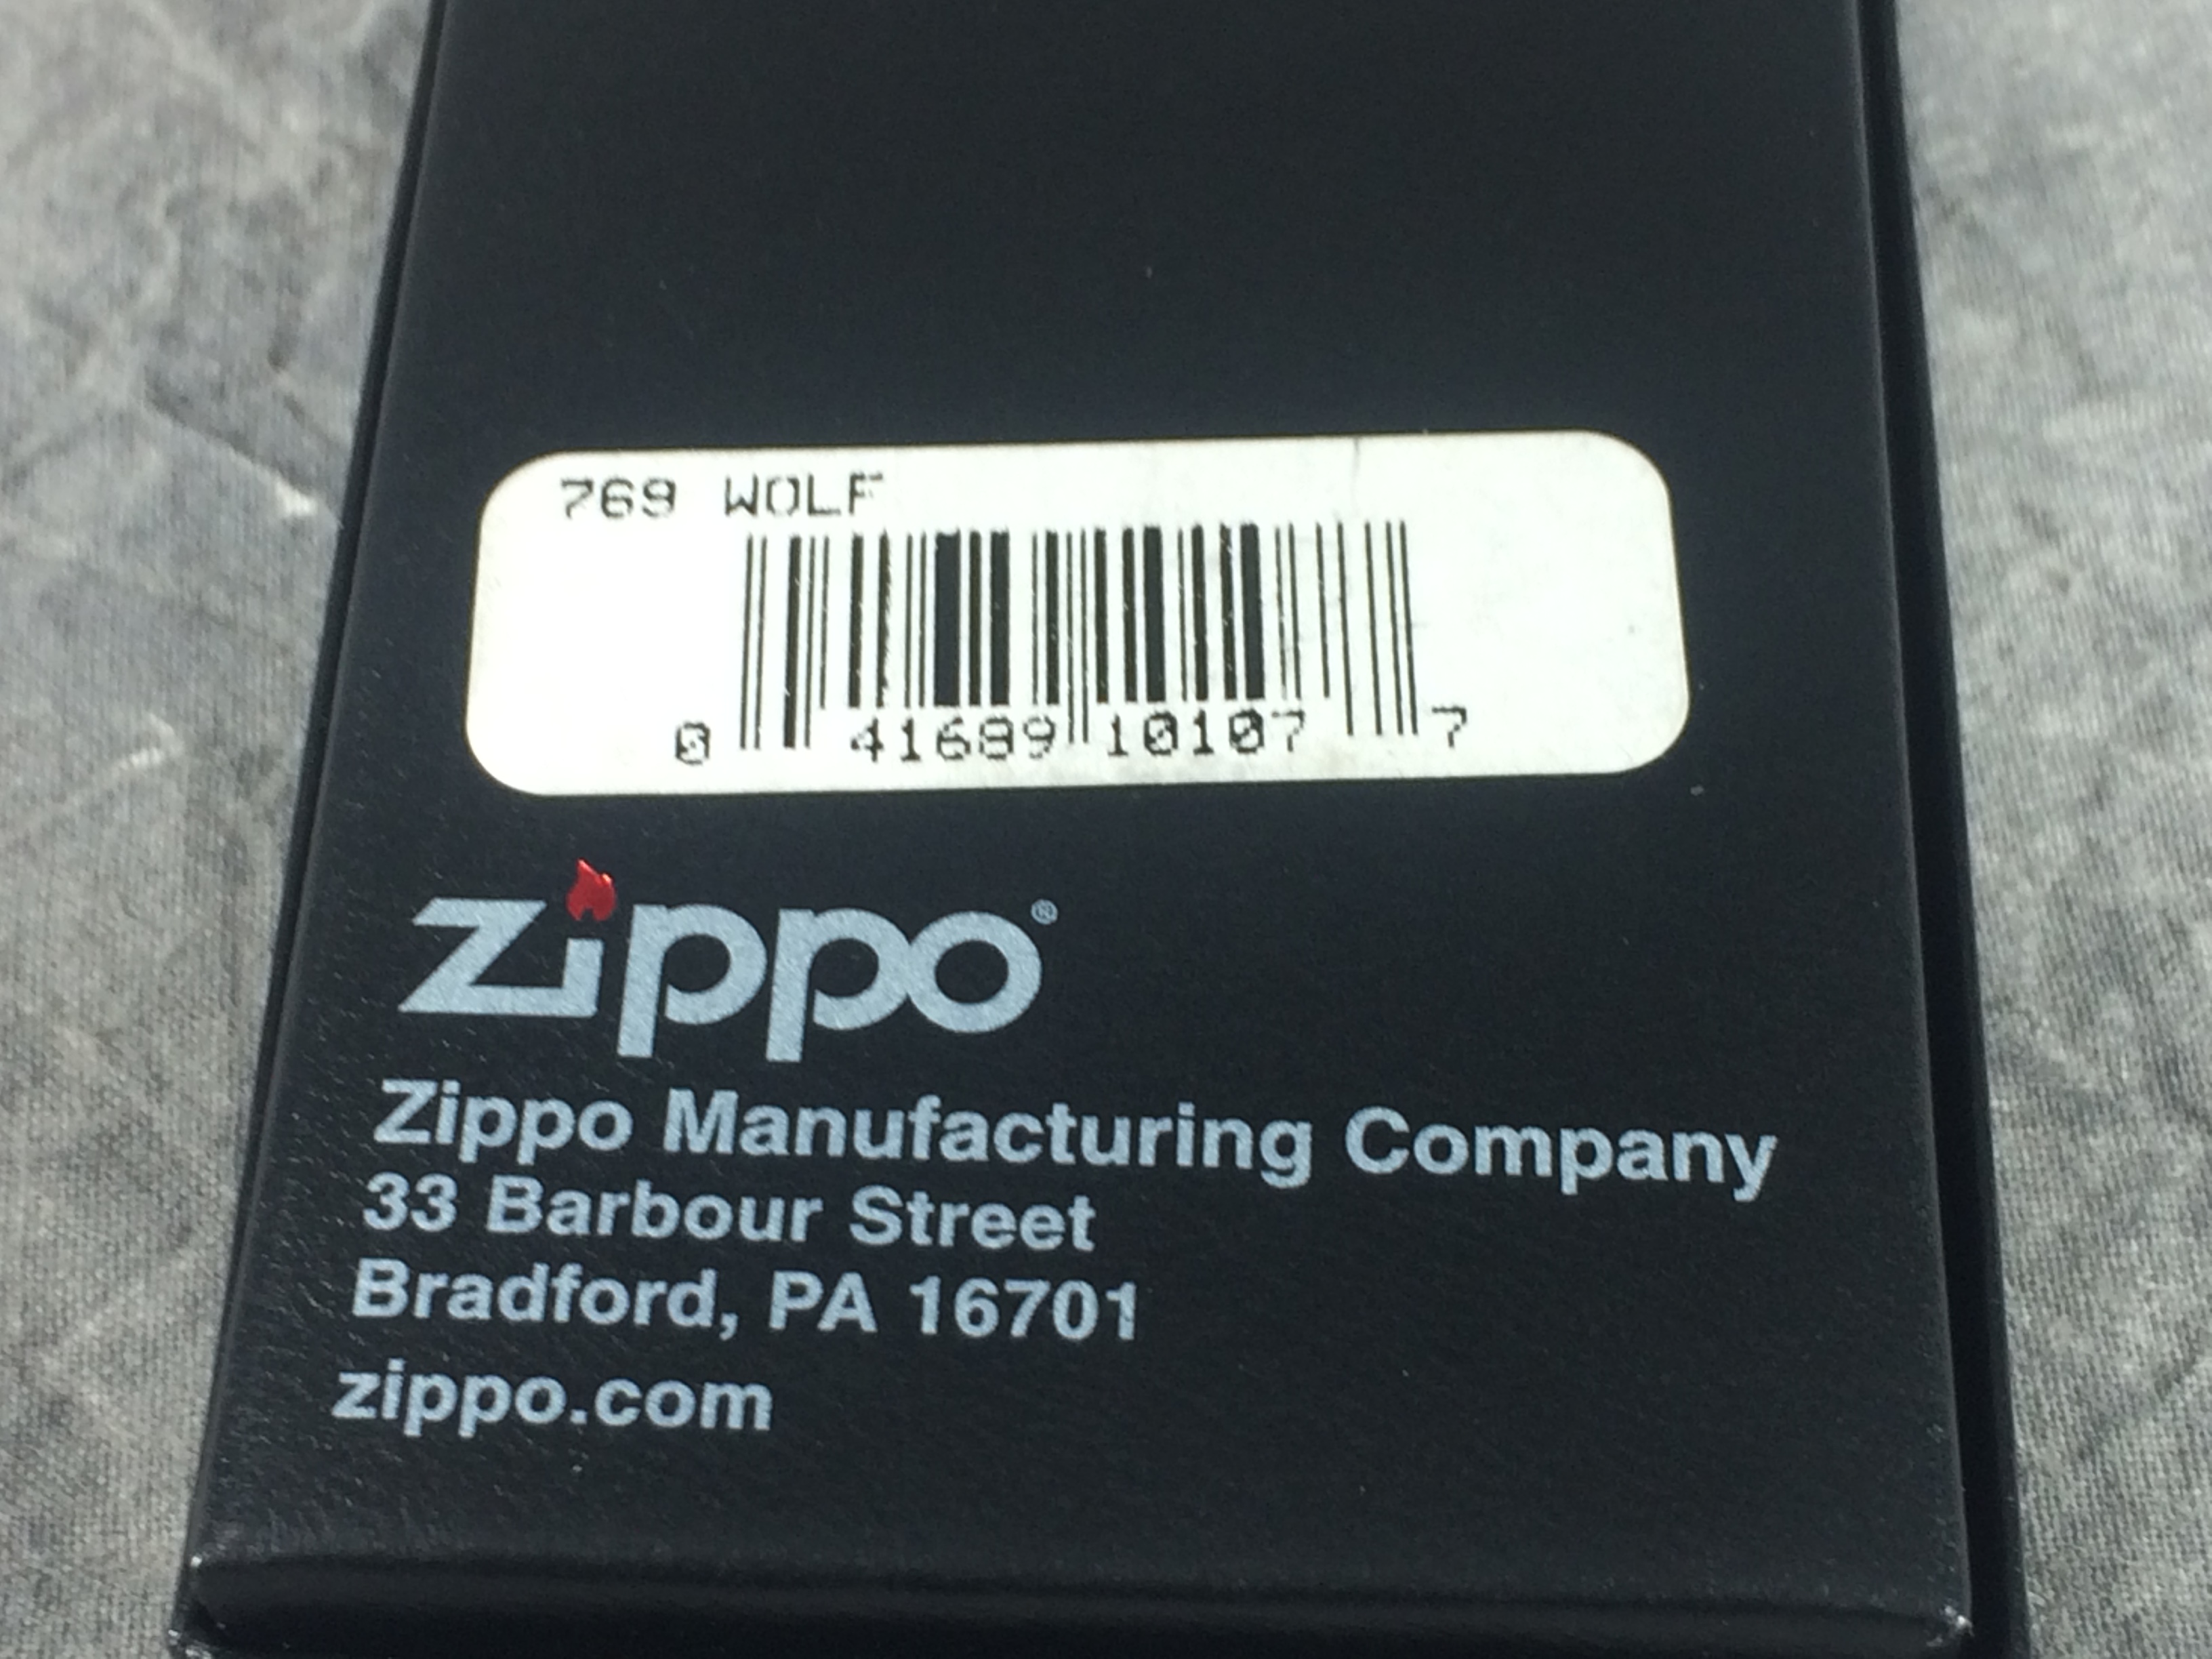 769 WOLF
0 41689 10107 7
Zippo®
Zippo Manufacturing Company
33 Barbour Street
Bradford, PA 16701
zippo.com